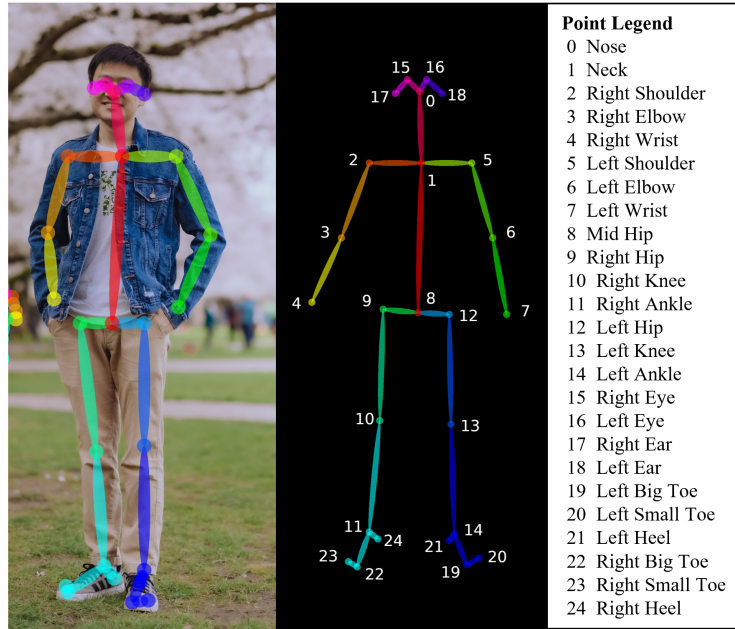 15
16
17
0
18
2
5
1
3
6
4
7
9
8
12
10
13
11
14
24
21
23
20
22
19
Point Legend
0 Nose
1 Neck
2 Right Shoulder
3 Right Elbow
4 Right Wrist
5 Left Shoulder
6 Left Elbow
7 Left Wrist
8 Mid Hip
9 Right Hip
10 Right Knee
11 Right Ankle
12 Left Hip
13 Left Knee
14 Left Ankle
15 Right Eye
16 Left Eye
17 Right Ear
18 Left Ear
19 Left Big Toe
20 Left Small Toe
21 Left Heel
22 Right Big Toe
23 Right Small Toe
24 Right Heel